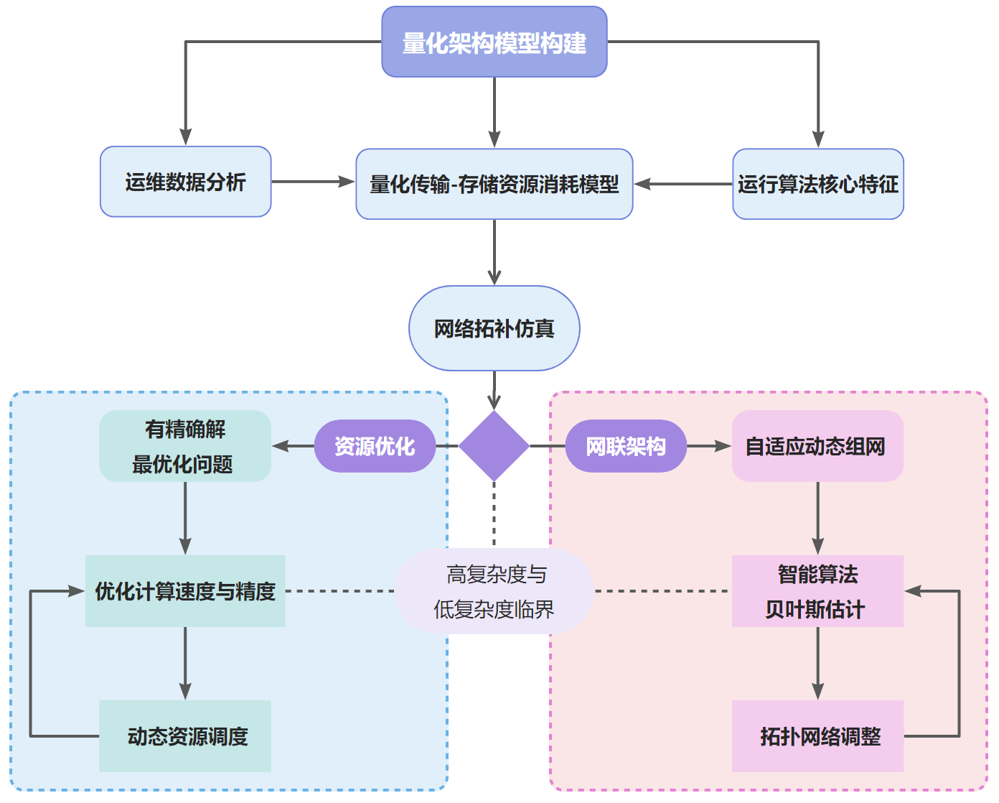 量化架构模型构建
运维数据分析
量化传输-存储资源消耗模型
运行算法核心特征
网络拓补仿真
有精确解
最优化问题
资源优化
网联架构
自适应动态组网
优化计算速度与精度
高复杂度与
低复杂度临界
智能算法
贝叶斯估计
动态资源调度
拓扑网络调整